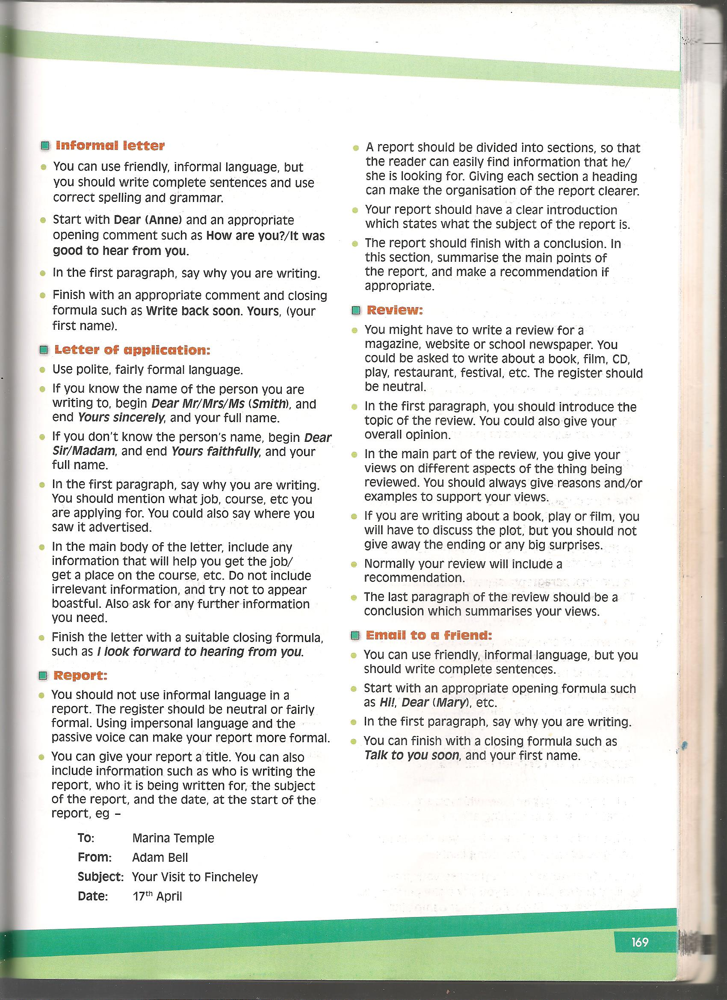 Informal letter
You can use friendly, informal language, but
you should write complete sentences and use
correct spelling and grammar.
Start with Dear (Anne) and an appropriate
opening comment such as How are you?/It was
good to hear from you.
In the first paragraph, say why you are writing.
Finish with an appropriate comment and closing
formula such as Write back soon. Yours, (your
first name).
Letter of application:
Use polite, fairly formal language.
If you know the name of the person you are
writing to, begin Dear Mr/Mrs/Ms (Smith), and
end Yours sincerely, and your full name.
If you don't know the person's name, begin Dear
Sir/Madam, and end Yours faithfully, and your
full name.
In the first paragraph, say why you are writing.
You should mention what job, course, etc you
are applying for. You could also say where you
saw it advertised.
In the main body of the letter, include any
information that will help you get the job/
get a place on the course, etc. Do not include
irrelevant information, and try not to appear
boastful. Also ask for any further information
you need.
Finish the letter with a suitable closing formula,
such as I look forward to hearing from you.
Report:
You should not use informal language in a
report. The register should be neutral or fairly
formal. Using impersonal language and the
passive voice can make your report more formal.
You can give your report a title. You can also
include information such as who is writing the
report, who it is being written for, the subject
of the report, and the date, at the start of the
report, eg –
To: Marina Temple
From: Adam Bell
Subject: Your Visit to Fincheley
Date: 17th April
A report should be divided into sections, so that
the reader can easily find information that he/
she is looking for. Giving each section a heading
can make the organisation of the report clearer.
Your report should have a clear introduction
which states what the subject of the report is.
The report should finish with a conclusion. In
this section, summarise the main points of
the report, and make a recommendation if
appropriate.
Review:
You might have to write a review for a
magazine, website or school newspaper. You
could be asked to write about a book, film, CD,
play, restaurant, festival, etc. The register should
be neutral.
In the first paragraph, you should introduce the
topic of the review. You could also give your
overall opinion.
In the main part of the review, you give your
views on different aspects of the thing being
reviewed. You should always give reasons and/or
examples to support your views.
If you are writing about a book, play or film, you
will have to discuss the plot, but you should not
give away the ending or any big surprises.
Normally your review will include a
recommendation.
The last paragraph of the review should be a
conclusion which summarises your views.
Email to a friend:
You can use friendly, informal language, but you
should write complete sentences.
Start with an appropriate opening formula such
as Hi!, Dear (Mary), etc.
In the first paragraph, say why you are writing.
You can finish with a closing formula such as
Talk to you soon, and your first name.
169